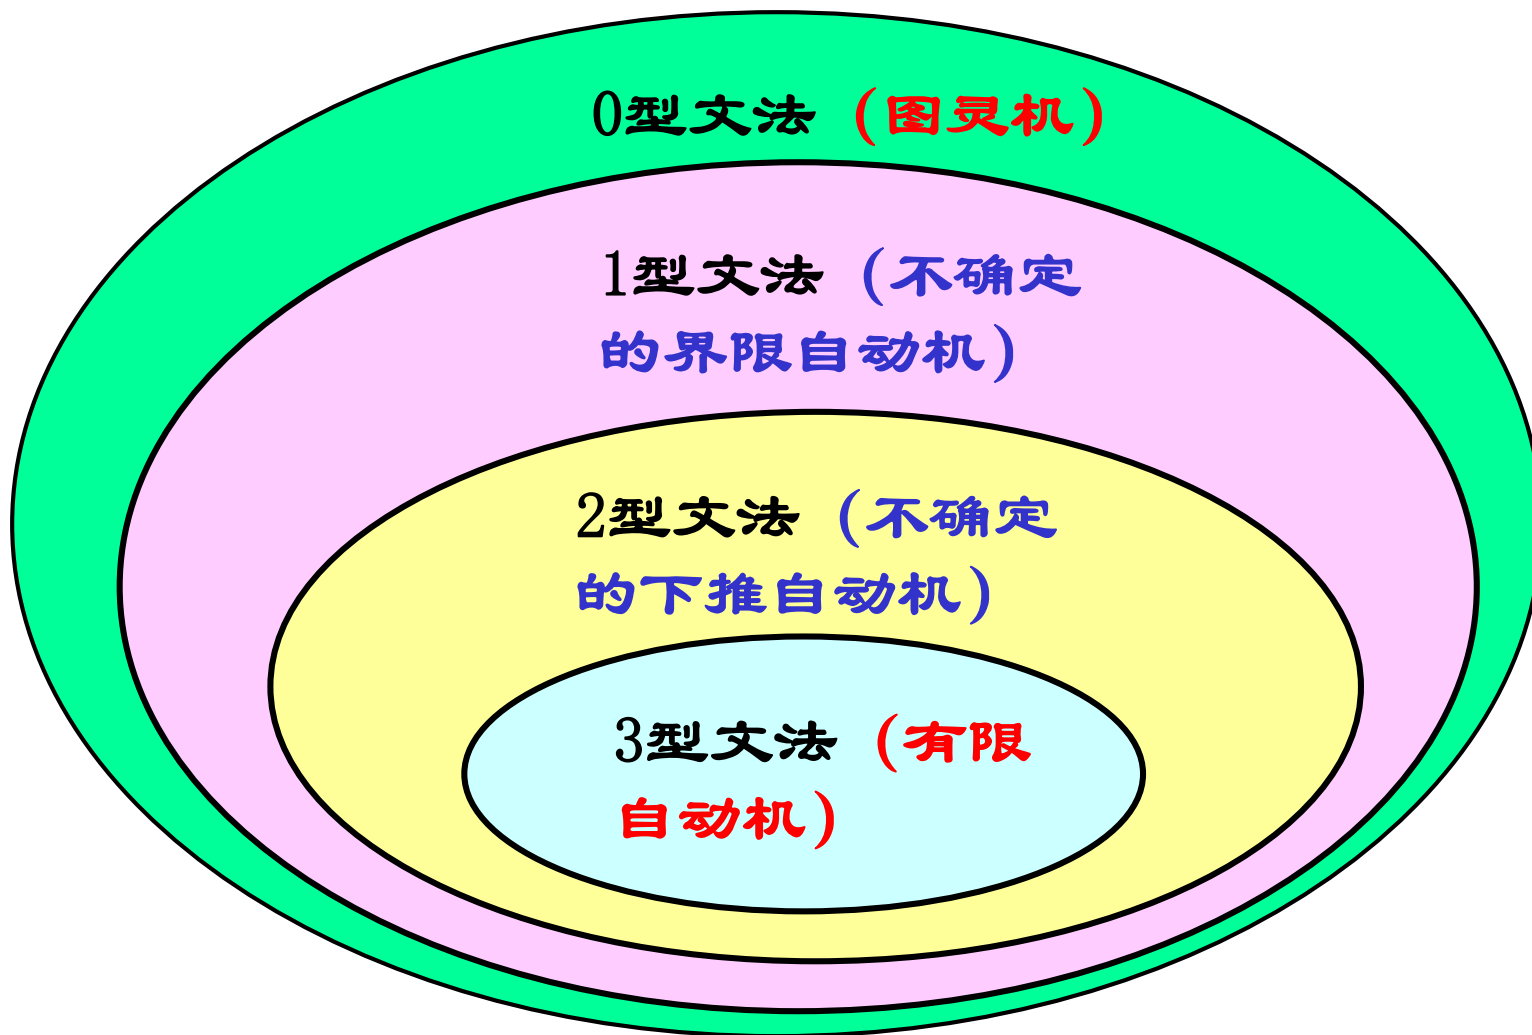 0型文法（图灵机）
1型文法（不确定
的界限自动机）
2型文法（不确定
的下推自动机）
3型文法（有限
自动机）